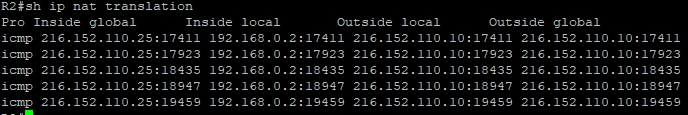 R2#sh ip nat translation
Pro Inside global      Inside local       Outside local      Outside global
icmp 216.152.110.25:17411 192.168.0.2:17411 216.152.110.10:17411 216.152.110.10:17411
icmp 216.152.110.25:17923 192.168.0.2:17923 216.152.110.10:17923 216.152.110.10:17923
icmp 216.152.110.25:18435 192.168.0.2:18435 216.152.110.10:18435 216.152.110.10:18435
icmp 216.152.110.25:18947 192.168.0.2:18947 216.152.110.10:18947 216.152.110.10:18947
icmp 216.152.110.25:19459 192.168.0.2:19459 216.152.110.10:19459 216.152.110.10:19459
R2#